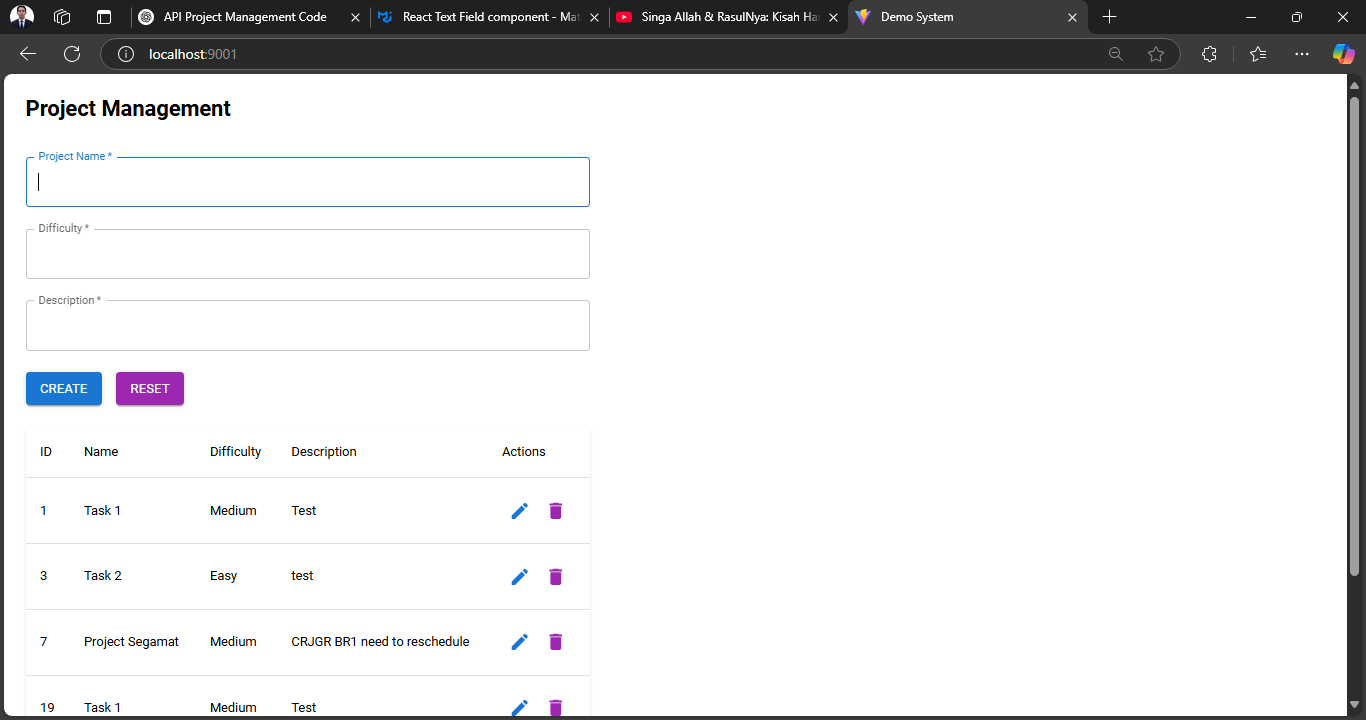 API Project Management Code
React Text Field component - Mat
Singa Allah & RasulNya: Kisah Ha
Demo System
localhost:9001
Project Management
Project Name *
Difficulty *
Description *
CREATE RESET
ID Name Difficulty Description Actions
1 Task 1 Medium Test
3 Task 2 Easy test
7 Project Segamat Medium CRJGR BR1 need to reschedule
19 Task 1 Medium Test